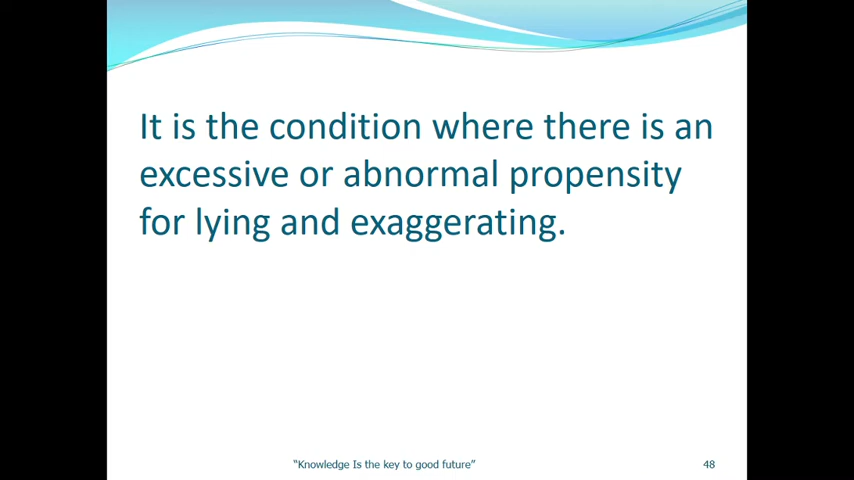 It is the condition where there is an
excessive or abnormal propensity
for lying and exaggerating.
“Knowledge Is the key to good future”
48